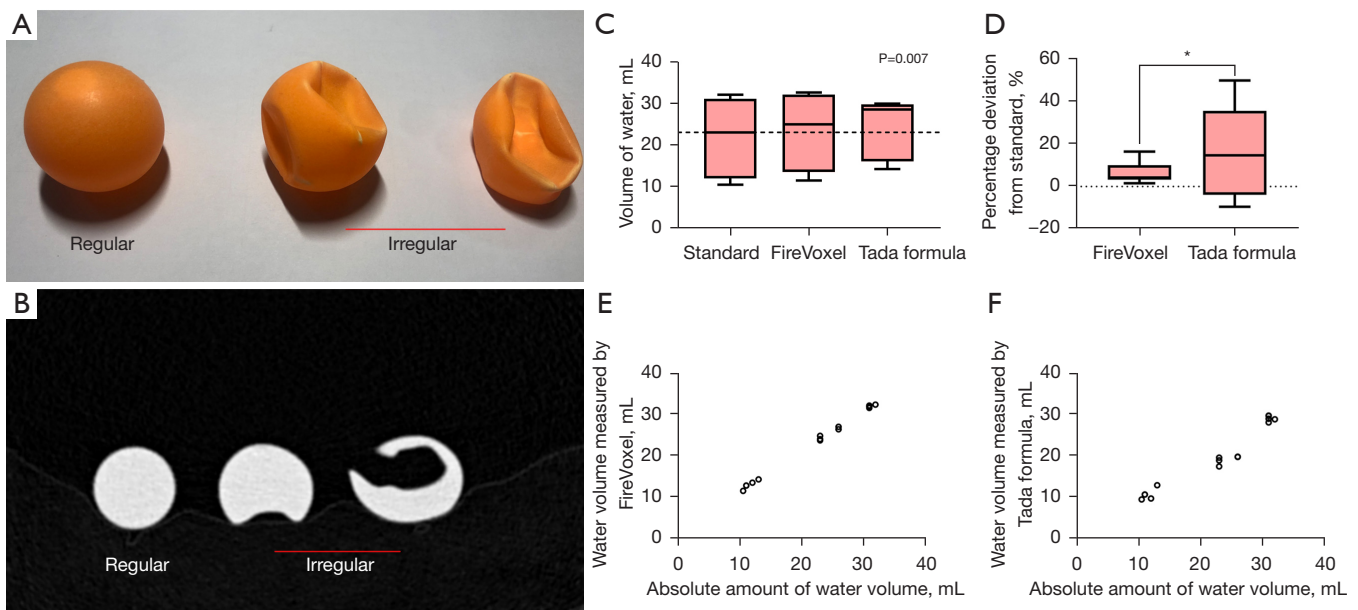 A
Regular
Irregular
B
Regular
Irregular
C
Volume of water, mL
40
30
20
10
0
P=0.007
Standard
FireVoxel
Tada formula
D
Percentage deviation
from standard, %
60
40
20
0
−20
*
FireVoxel
Tada formula
E
Water volume measured by
FireVoxel, mL
40
30
20
10
0
0 10 20 30 40
Absolute amount of water volume, mL
F
Water volume measured by
Tada formula, mL
40
30
20
10
0
0 10 20 30 40
Absolute amount of water volume, mL